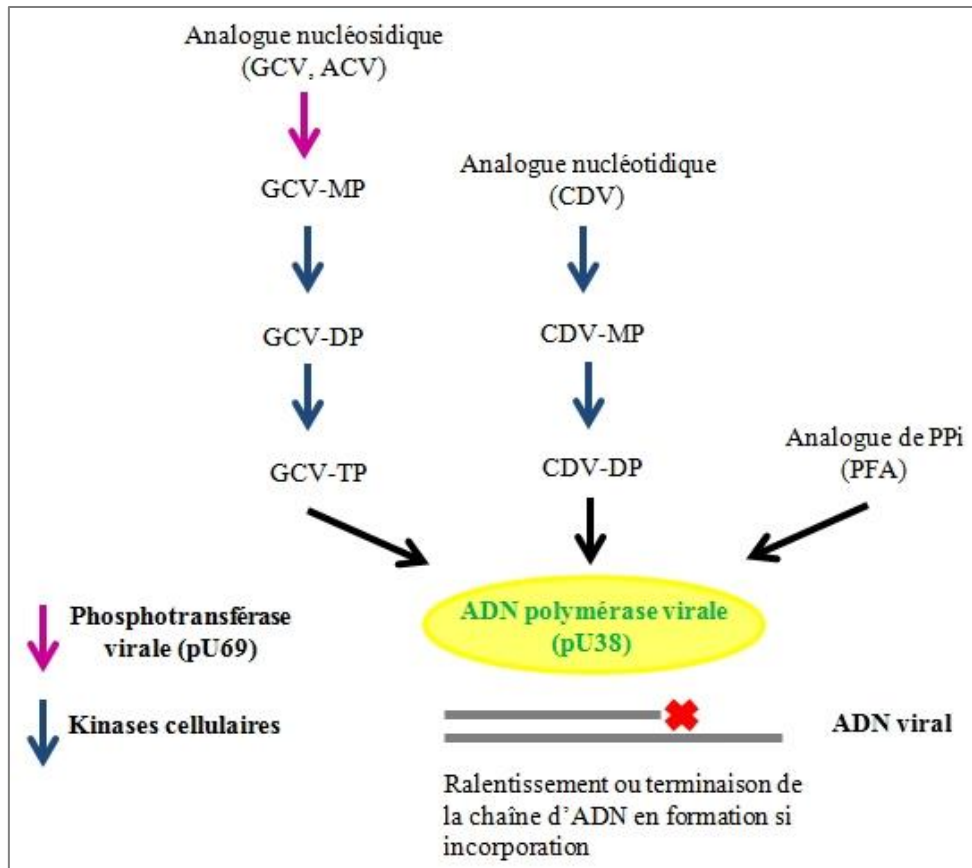 Analogue nucléosidique
(GCV, ACV)
GCV-MP
GCV-DP
GCV-TP
Analogue nucléotidique
(CDV)
CDV-MP
CDV-DP
Analogue de PPi
(PFA)
ADN polymérase virale
(pU38)
Phosphotransférase
virale (pU69)
Kinases cellulaires
ADN viral
Ralentissement ou terminaison de
la chaîne d’ADN en formation si
incorporation